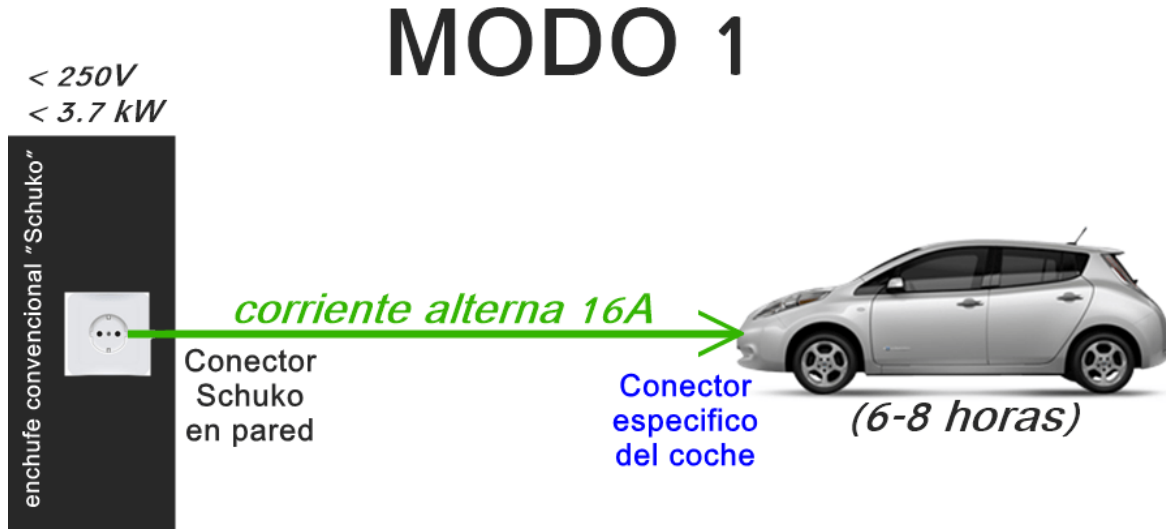 MODO 1
< 250V
< 3.7 kW
enchufe convencional "Schuko"
corriente alterna 16A
Conector
Schuko
en pared
Conector
especifico
del coche
(6-8 horas)